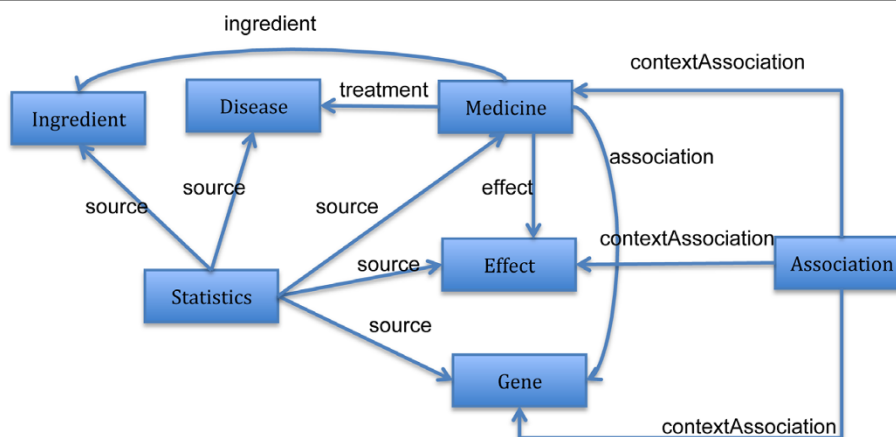 ingredient
contextAssociation
treatment
Disease
Medicine
Ingredient
association
source
source
source
effect
contextAssociation
source
Effect
Association
Statistics
source
Gene
contextAssociation